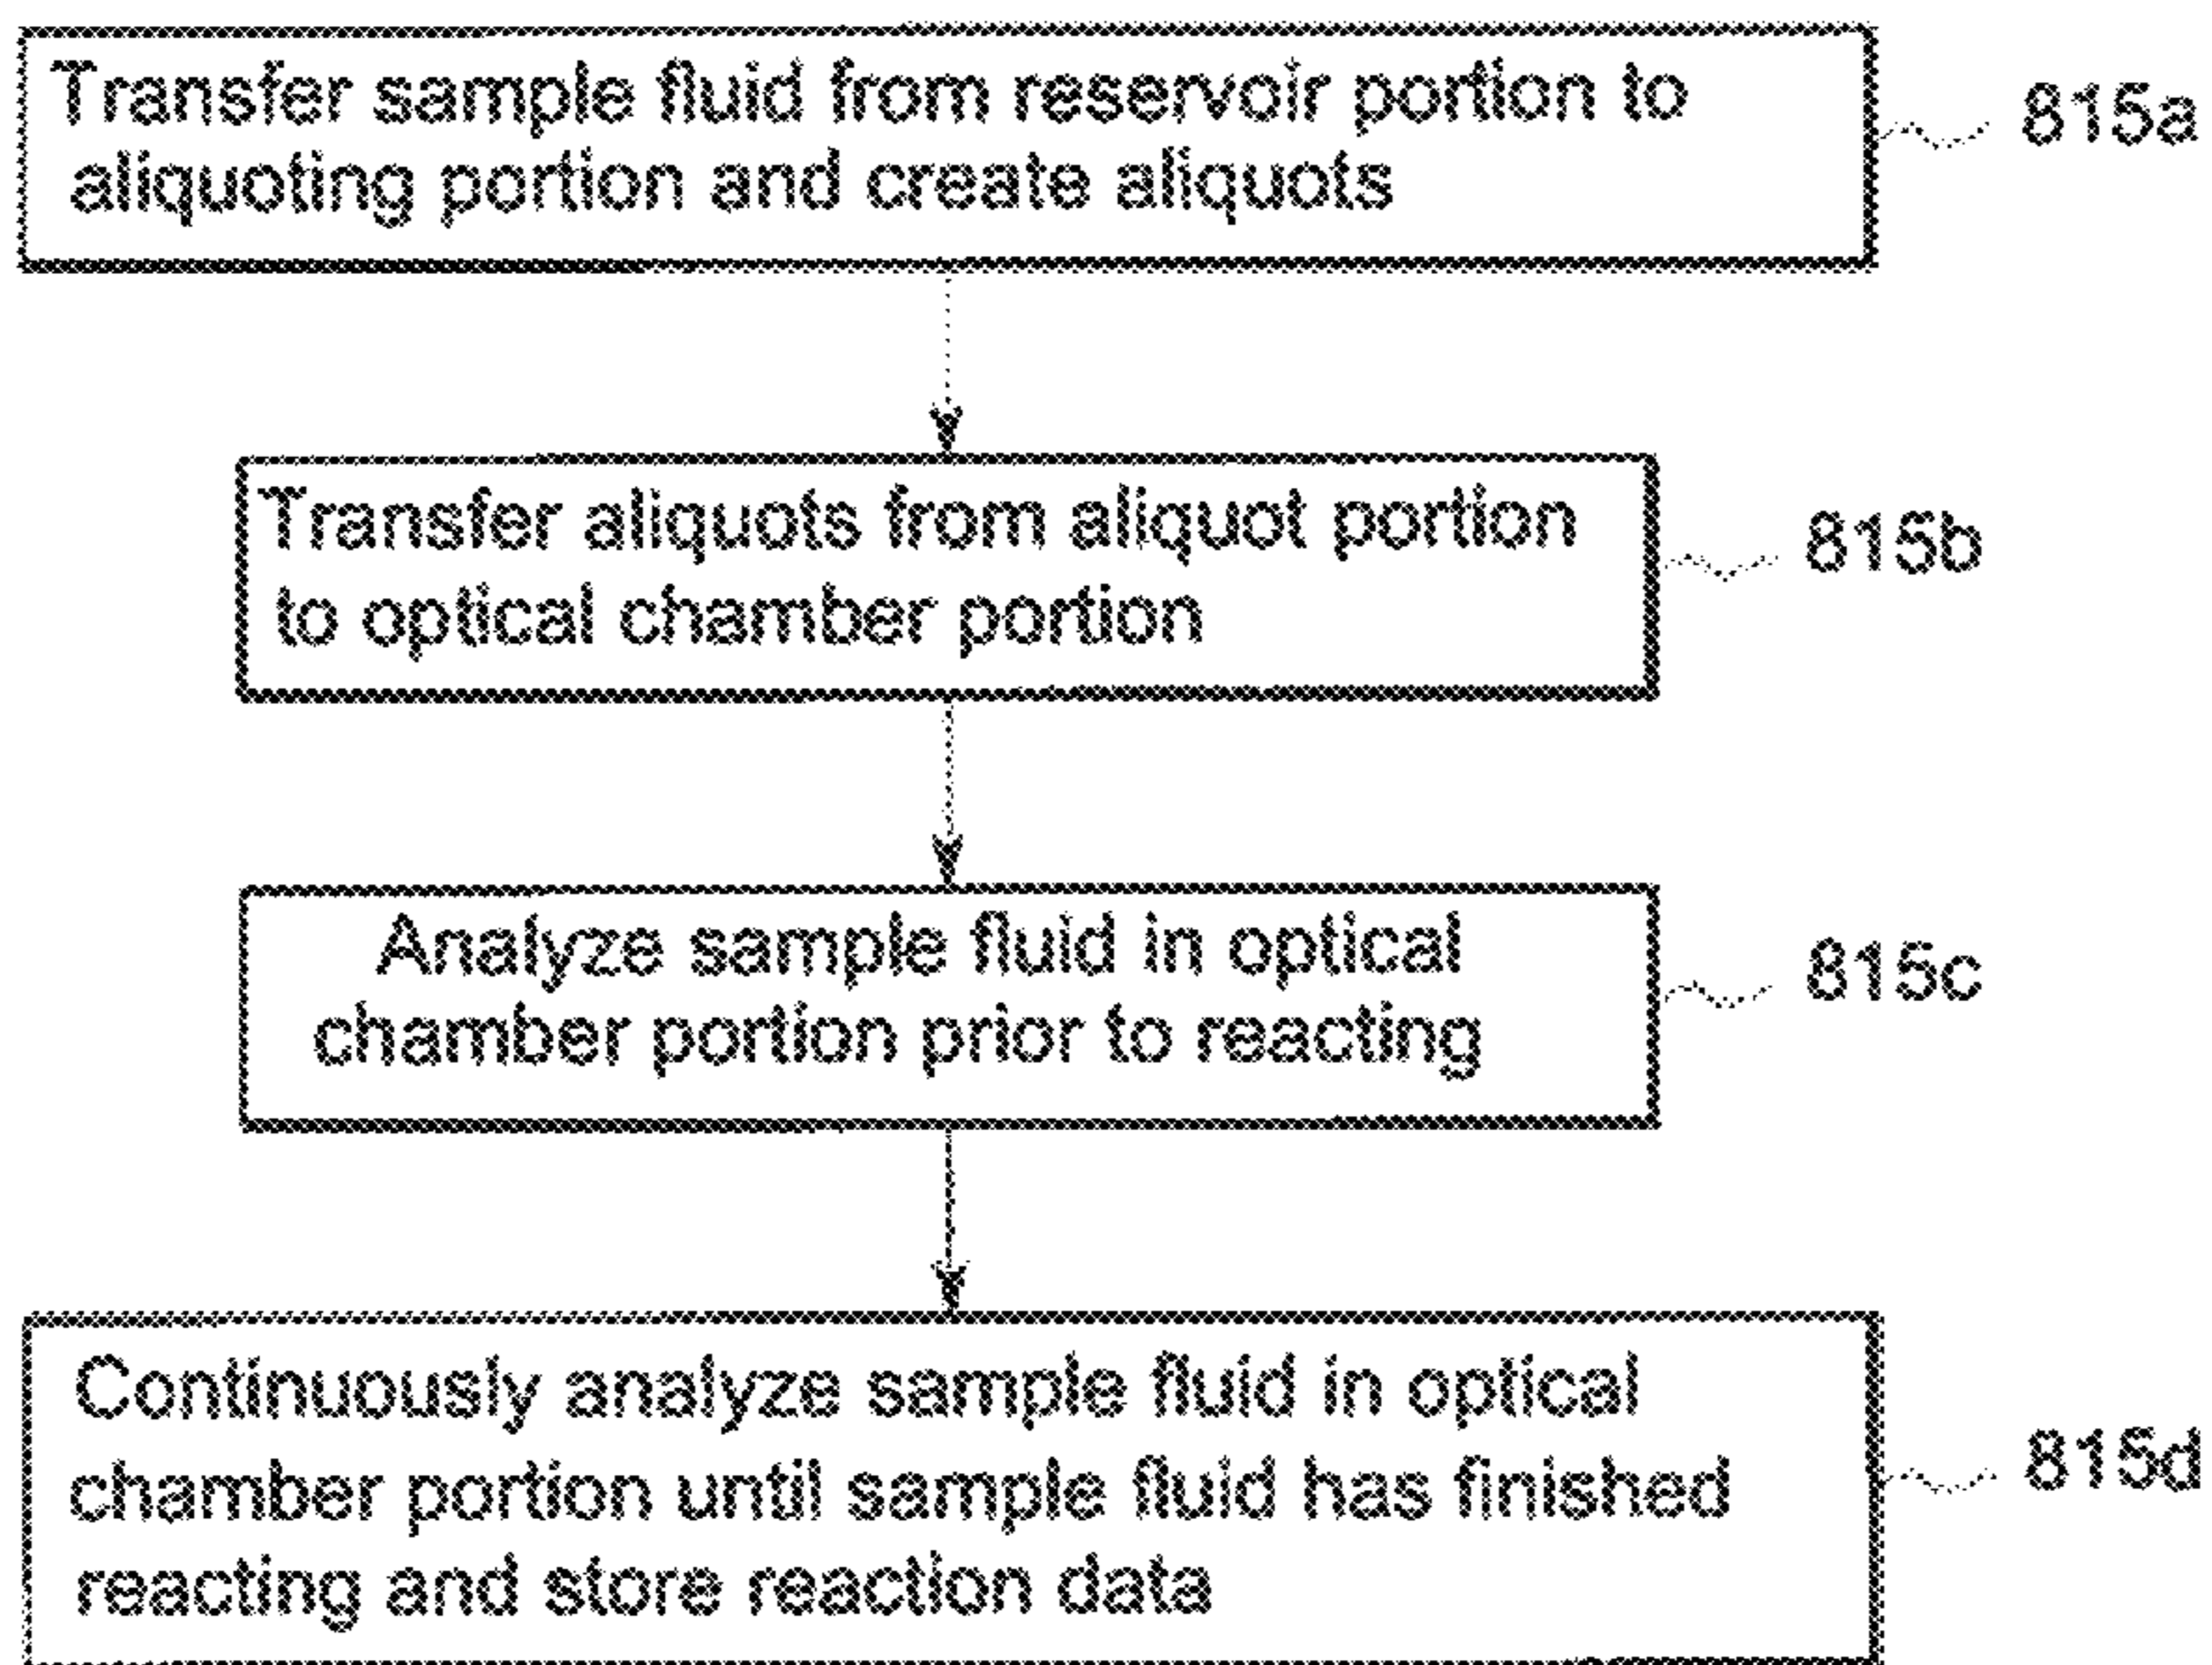 Transfer sample fluid from reservoir portion to
aliquoting portion and create aliquots
815a
Transfer aliquots from aliquot portion
to optical chamber portion
815b
Analyze sample fluid in optical
chamber portion prior to reacting
815c
Continuously analyze sample fluid in optical
chamber portion until sample fluid has finished
reacting and store reaction data
815d